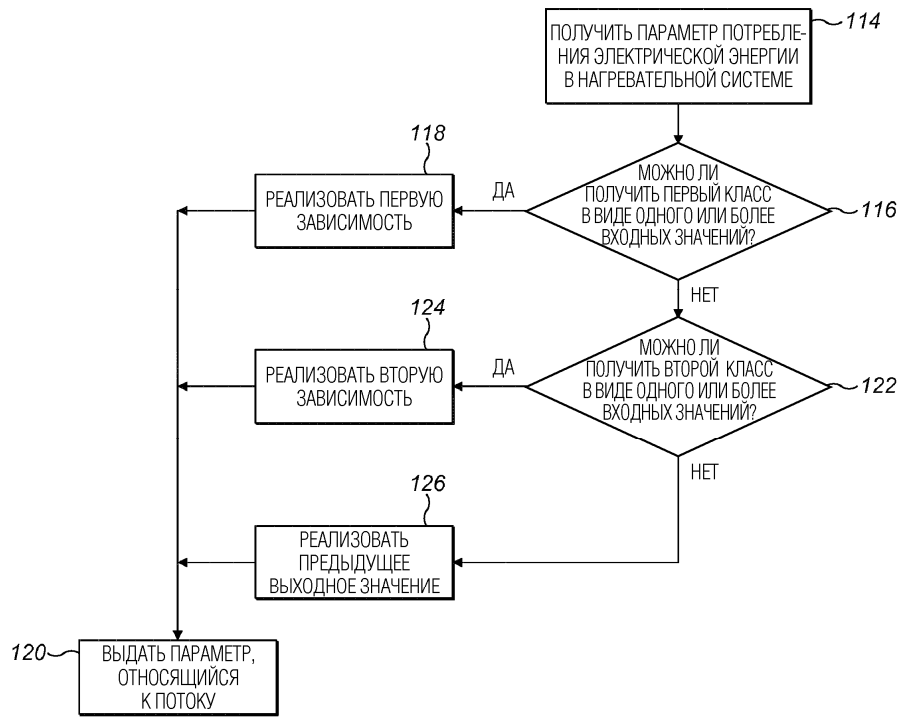 ПОЛУЧИТЬ ПАРАМЕТР ПОТРЕБЛЕ-
НИЯ ЭЛЕКТРИЧЕСКОЙ ЭНЕРГИИ
В НАГРЕВАТЕЛЬНОЙ СИСТЕМЕ
114
МОЖНО ЛИ
ПОЛУЧИТЬ ПЕРВЫЙ КЛАСС
В ВИДЕ ОДНОГО ИЛИ БОЛЕЕ
ВХОДНЫХ ЗНАЧЕНИЙ?
116
ДА
118
РЕАЛИЗОВАТЬ ПЕРВУЮ
ЗАВИСИМОСТЬ
НЕТ
МОЖНО ЛИ
ПОЛУЧИТЬ ВТОРОЙ КЛАСС
В ВИДЕ ОДНОГО ИЛИ БОЛЕЕ
ВХОДНЫХ ЗНАЧЕНИЙ?
122
ДА
124
РЕАЛИЗОВАТЬ ВТОРУЮ
ЗАВИСИМОСТЬ
НЕТ
126
РЕАЛИЗОВАТЬ
ПРЕДЫДУЩЕЕ
ВЫХОДНОЕ ЗНАЧЕНИЕ
120
ВЫДАТЬ ПАРАМЕТР,
ОТНОСЯЩИЙСЯ
К ПОТОКУ